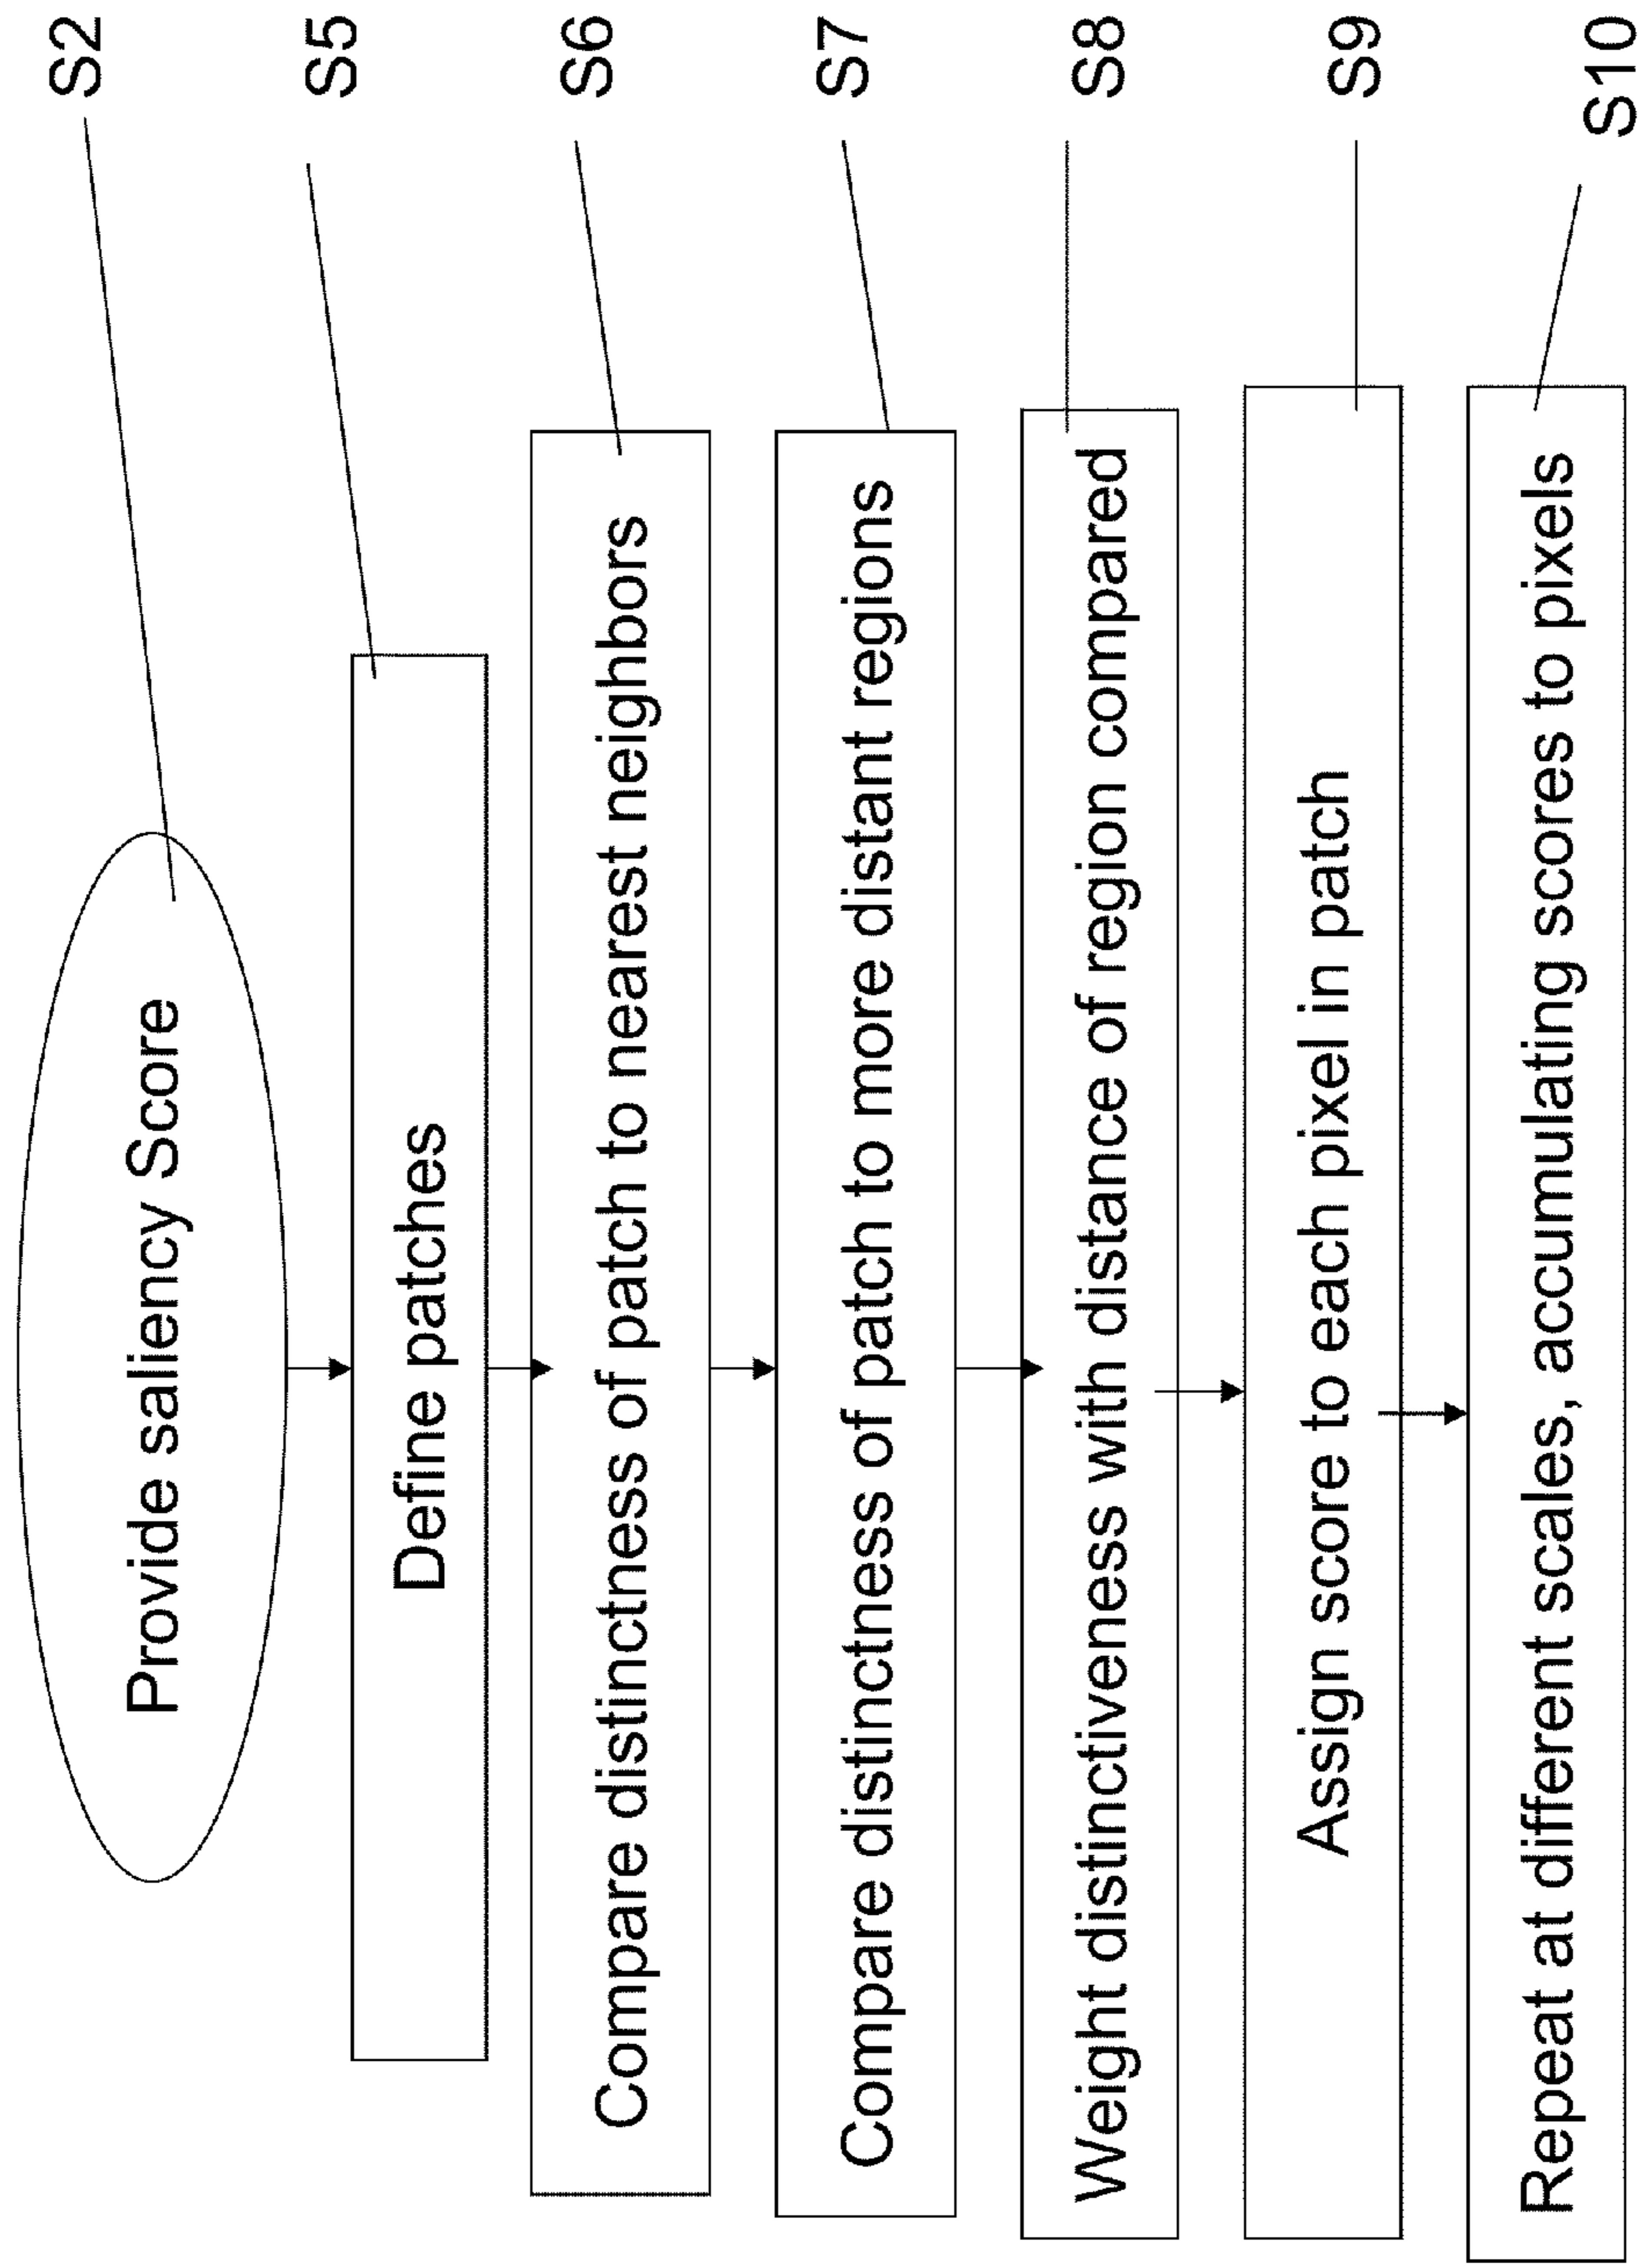 Provide saliency Score
S2
Define patches
S5
Compare distinctness of patch to nearest neighbors
S6
Compare distinctness of patch to more distant regions
S7
Weight distinctiveness with distance of region compared
S8
Assign score to each pixel in patch
S9
Repeat at different scales, accumulating scores to pixels
S10